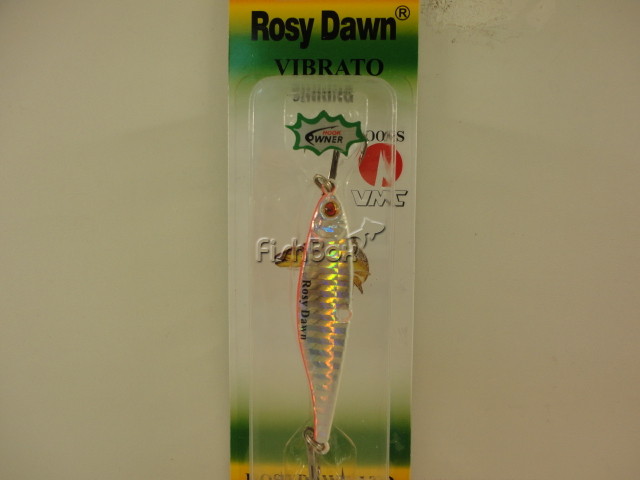 Rosy Dawn®
VIBRATO
OWNER
VMC
FishBox
Rosy Dawn